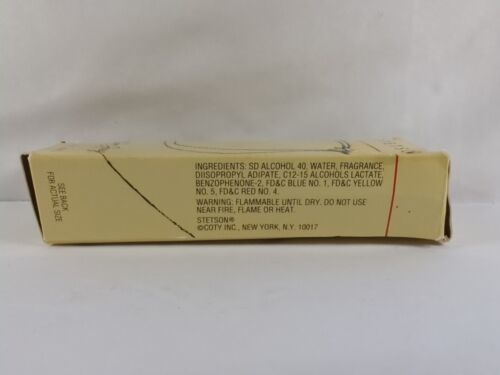 INGREDIENTS: SD ALCOHOL 40, WATER, FRAGRANCE,
DIISOPROPYL ADIPATE, C12-15 ALCOHOLS LACTATE,
BENZOPHENONE-2, FD&C BLUE NO. 1, FD&C YELLOW
NO. 5, FD&C RED NO. 4.
WARNING: FLAMMABLE UNTIL DRY. DO NOT USE
NEAR FIRE, FLAME OR HEAT.
STETSON®
©COTY INC., NEW YORK, N.Y. 10017
SEE BACK
FOR ACTUAL SIZE